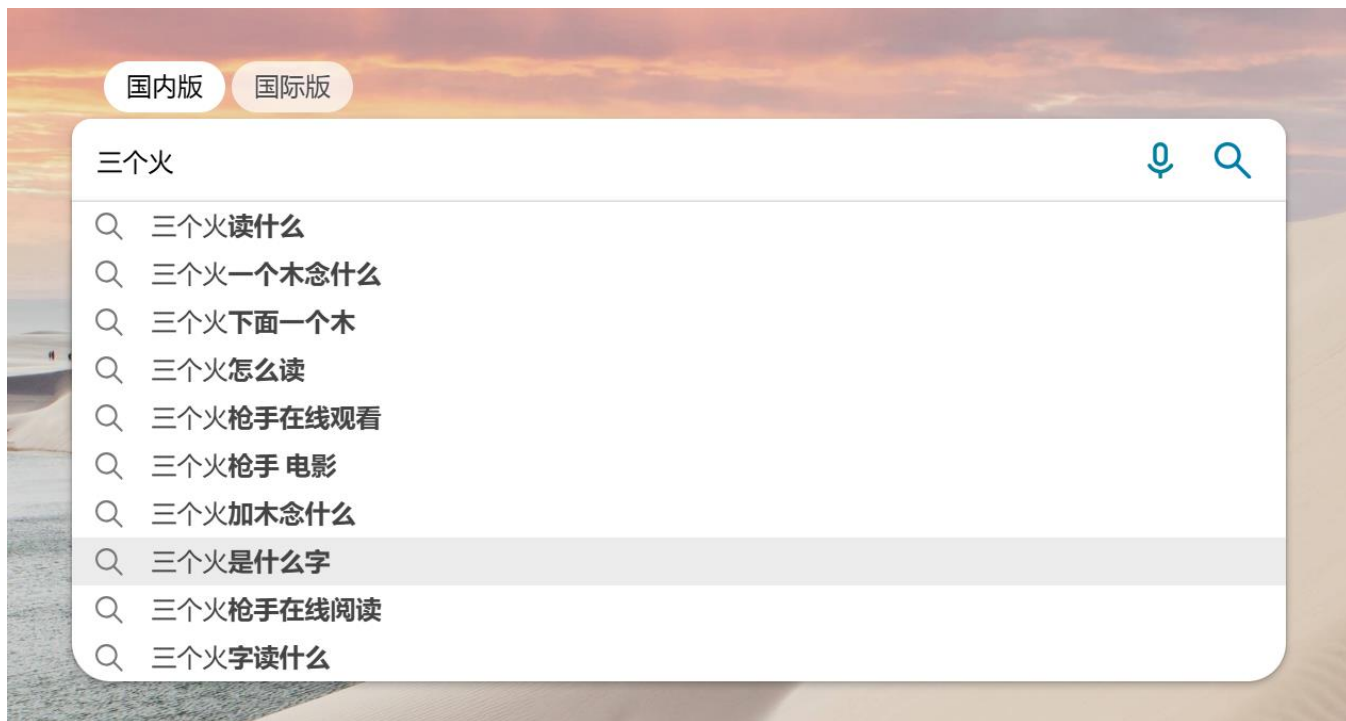 国内版 国际版
三个火
三个火读什么
三个火一个木念什么
三个火下面一个木
三个火怎么读
三个火枪手在线观看
三个火枪手 电影
三个火加木念什么
三个火是什么字
三个火枪手在线阅读
三个火字读什么